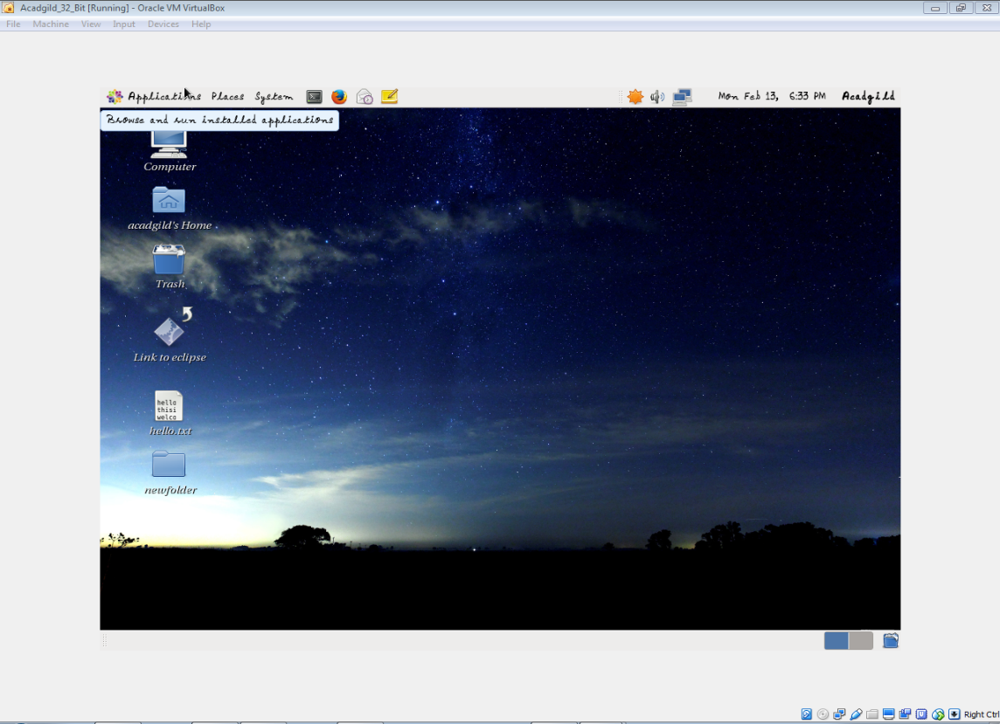 Acadgild_32_Bit [Running] - Oracle VM VirtualBox
File Machine View Input Devices Help
Applications Places System Mon Feb 13, 6:33 PM Acadgild
Browse and run installed applications
Computer
acadgild's Home
Trash
Link to eclipse
hello
thisi
welco
hello.txt
newfolder
Right Ctrl